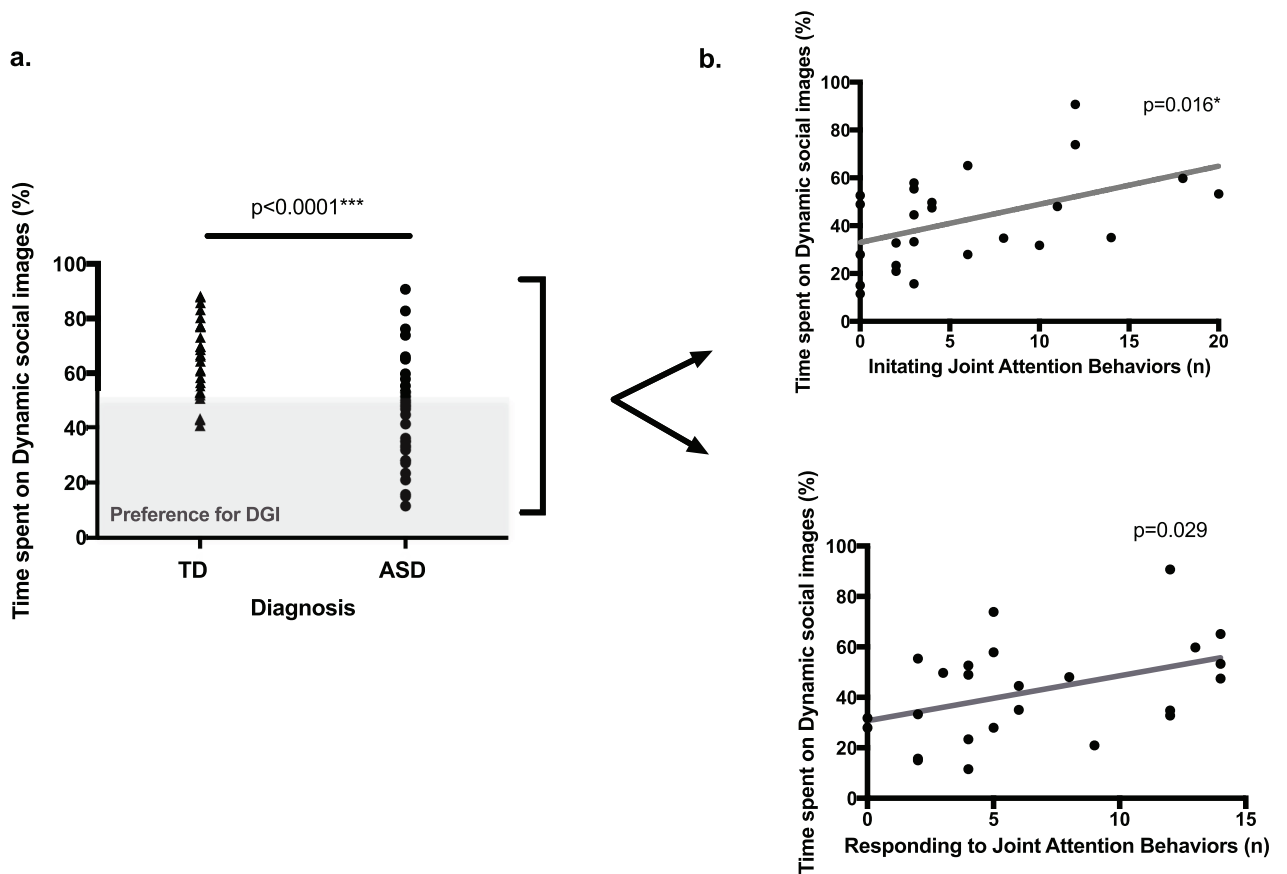 a.
p<0.0001***
Time spent on Dynamic social images (%)
100
80
60
40
20
0
Preference for DGI
TD
ASD
Diagnosis
b.
p=0.016*
Time spent on Dynamic social images (%)
100
80
60
40
20
0
0
5
10
15
20
Initating Joint Attention Behaviors (n)
p=0.029
Time spent on Dynamic social images (%)
100
80
60
40
20
0
0
5
10
15
Responding to Joint Attention Behaviors (n)